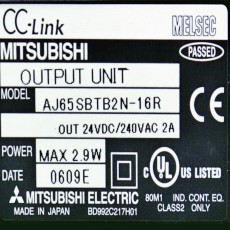 CC-Link MELSEC
MITSUBISHI PASSED
OUTPUT UNIT
MODEL AJ65SBTB2N-16R
OUT 24VDC/240VAC 2A
POWER MAX 2.9W
DATE 0609E
C UL US LISTED
MITSUBISHI ELECTRIC 80M1 IND. CONT. EQ.
MADE IN JAPAN BD992C217H01 CLASS2 ONLY